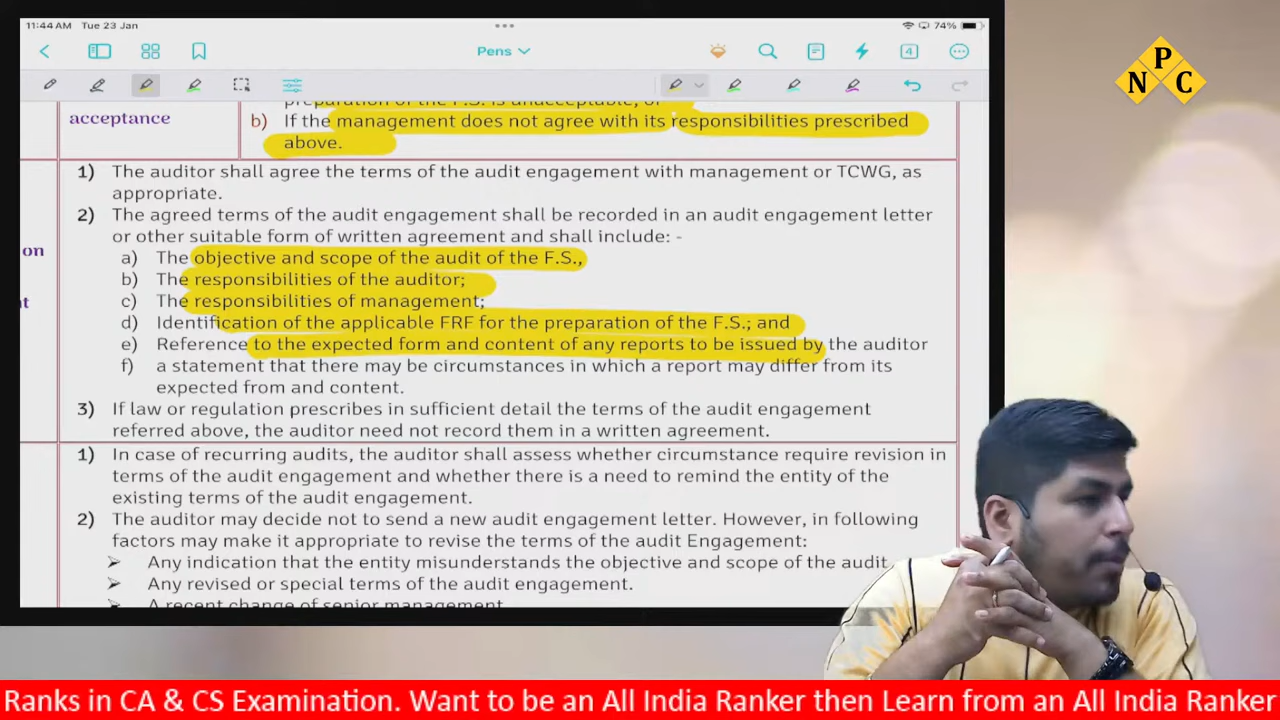 11:44 AM Tue 23 Jan
74%
Pens
4
N P C
preparation of the F.S. is unacceptable, or
acceptance
b) If the management does not agree with its responsibilities prescribed
above.
1) The auditor shall agree the terms of the audit engagement with management or TCWG, as
appropriate.
2) The agreed terms of the audit engagement shall be recorded in an audit engagement letter
or other suitable form of written agreement and shall include: -
on
a) The objective and scope of the audit of the F.S.,
b) The responsibilities of the auditor;
c) The responsibilities of management;
d) Identification of the applicable FRF for the preparation of the F.S.; and
e) Reference to the expected form and content of any reports to be issued by the auditor
f) a statement that there may be circumstances in which a report may differ from its
expected from and content.
3) If law or regulation prescribes in sufficient detail the terms of the audit engagement
referred above, the auditor need not record them in a written agreement.
1) In case of recurring audits, the auditor shall assess whether circumstance require revision in
terms of the audit engagement and whether there is a need to remind the entity of the
existing terms of the audit engagement.
2) The auditor may decide not to send a new audit engagement letter. However, in following
factors may make it appropriate to revise the terms of the audit Engagement:
➢ Any indication that the entity misunderstands the objective and scope of the audit.
➢ Any revised or special terms of the audit engagement.
➢ A recent change of senior management
Ranks in CA & CS Examination. Want to be an All India Ranker then Learn from an All India Ranker